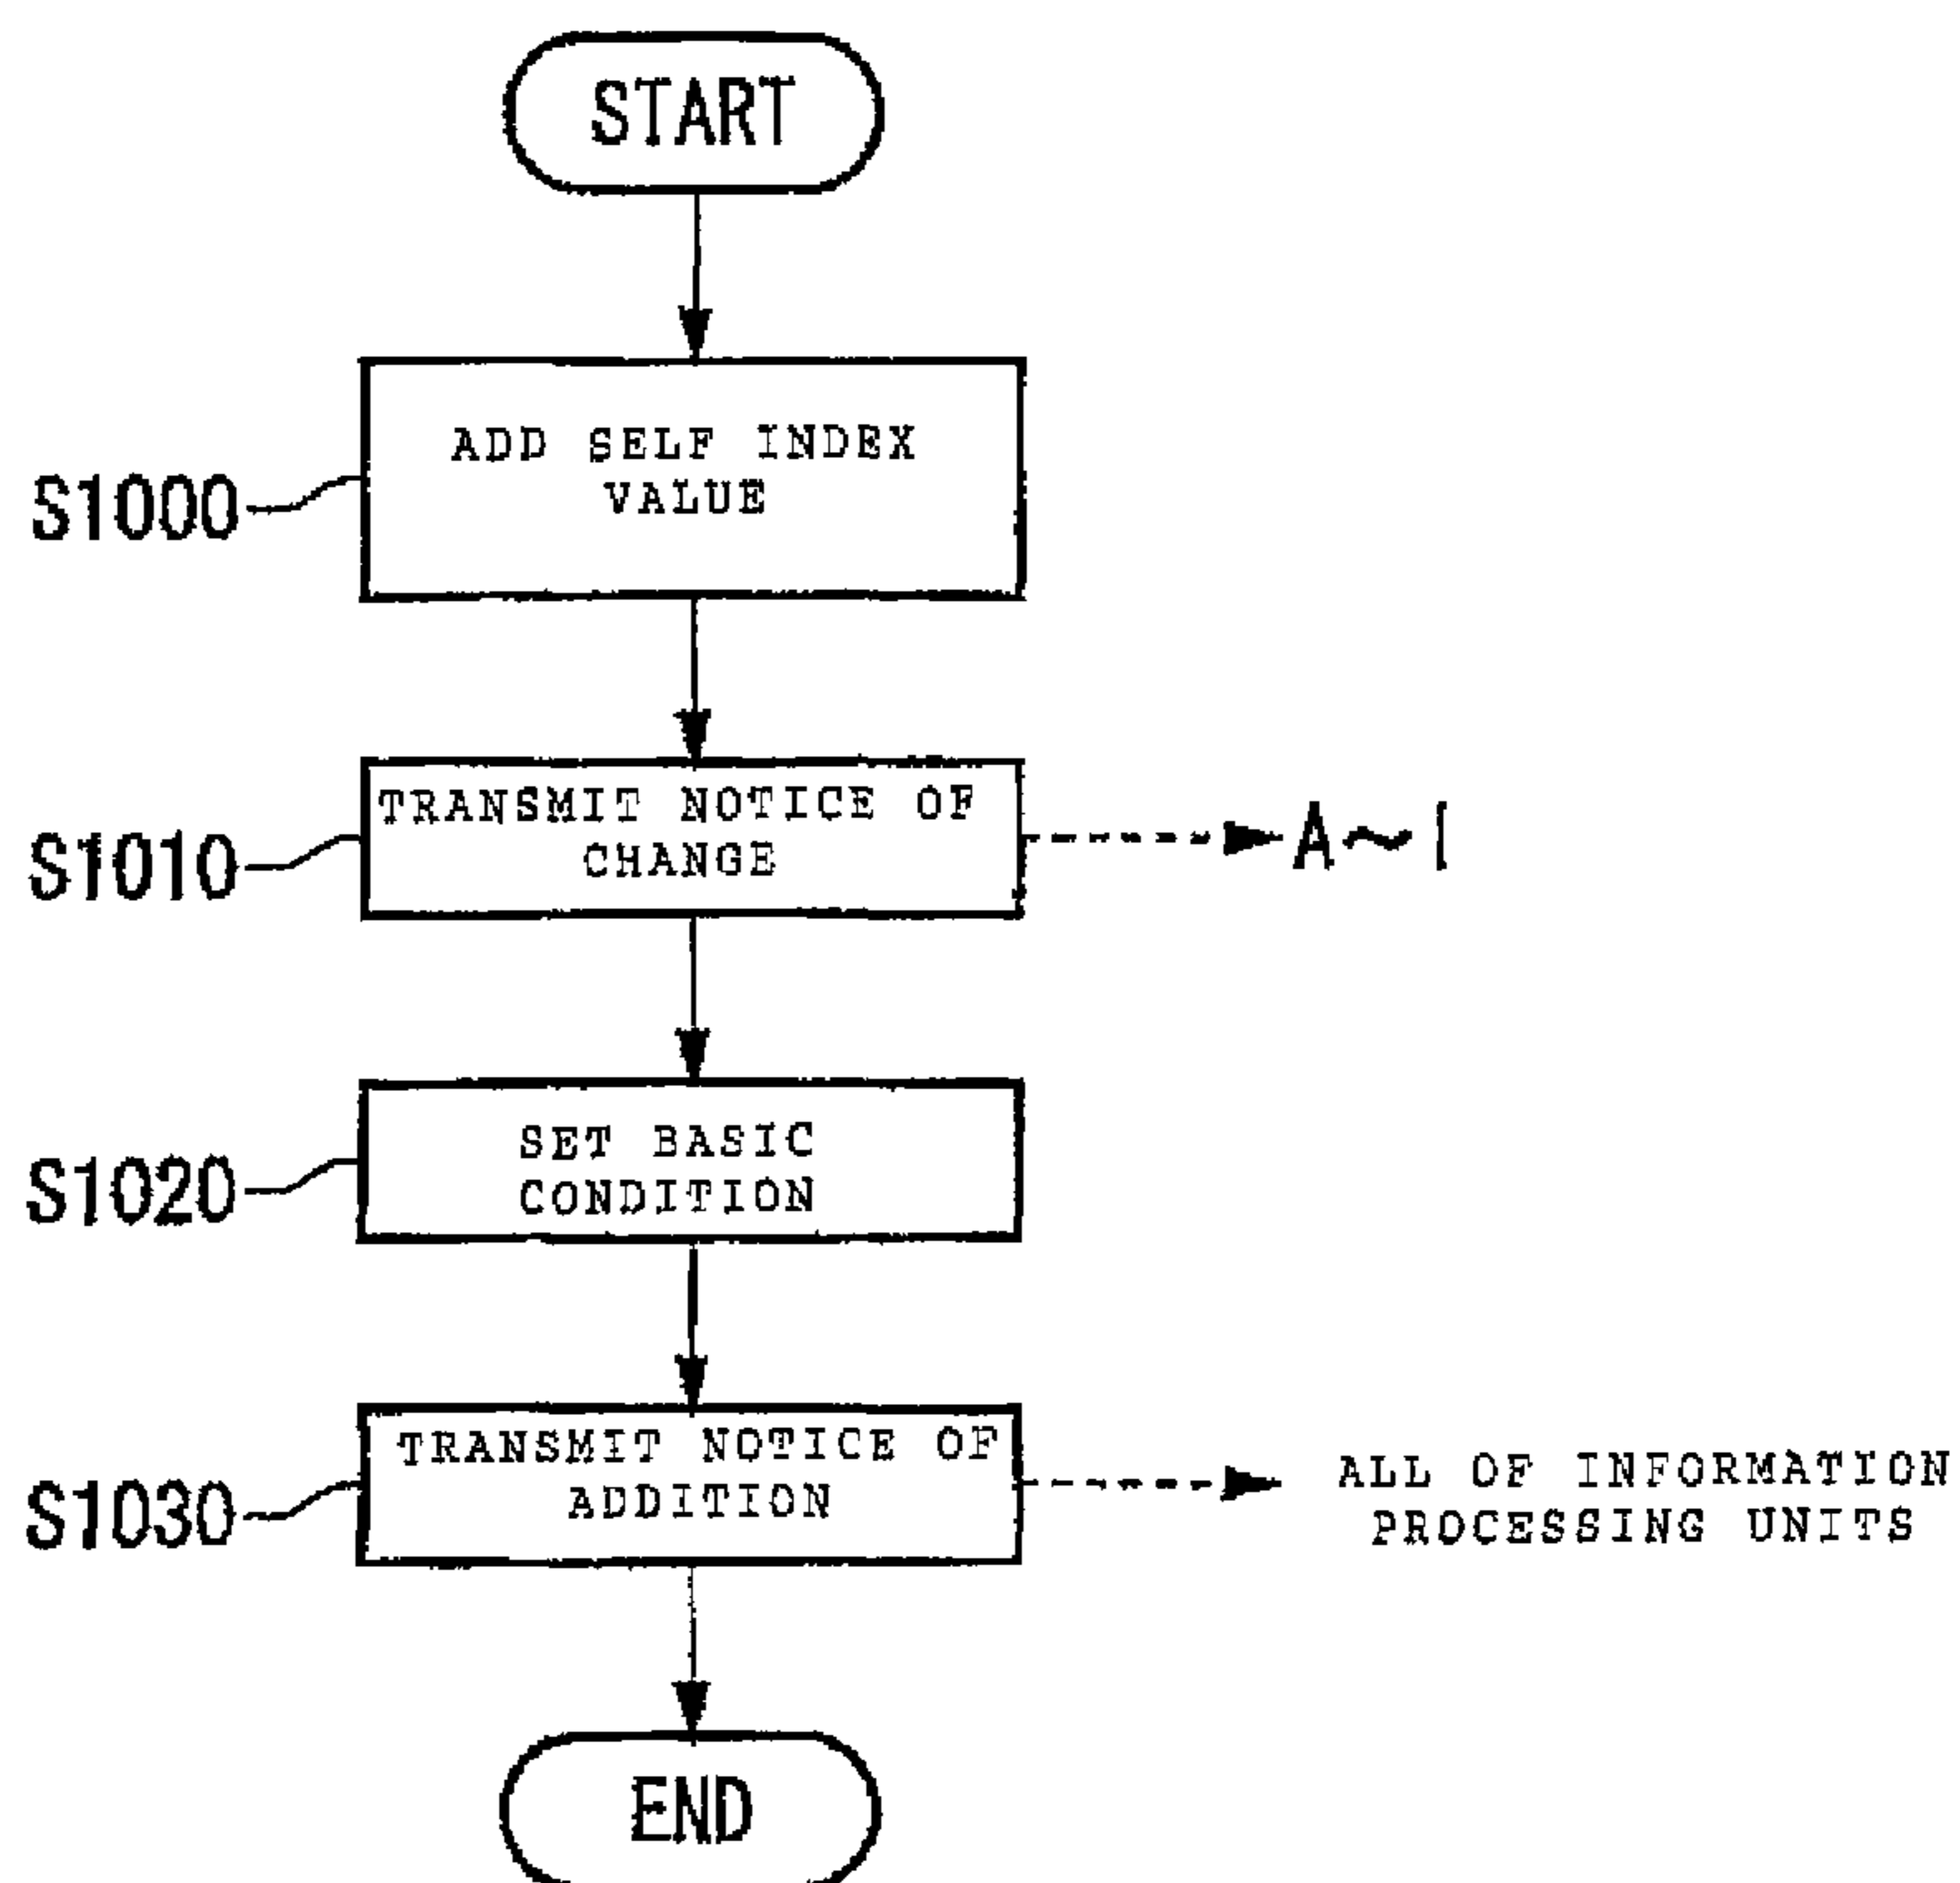 START
ADD SELF INDEX
VALUE
S1000
TRANSMIT NOTICE OF
CHANGE
S1010
A～I
SET BASIC
CONDITION
S1020
TRANSMIT NOTICE OF
ADDITION
S1030
ALL OF INFORMATION
PROCESSING UNITS
END